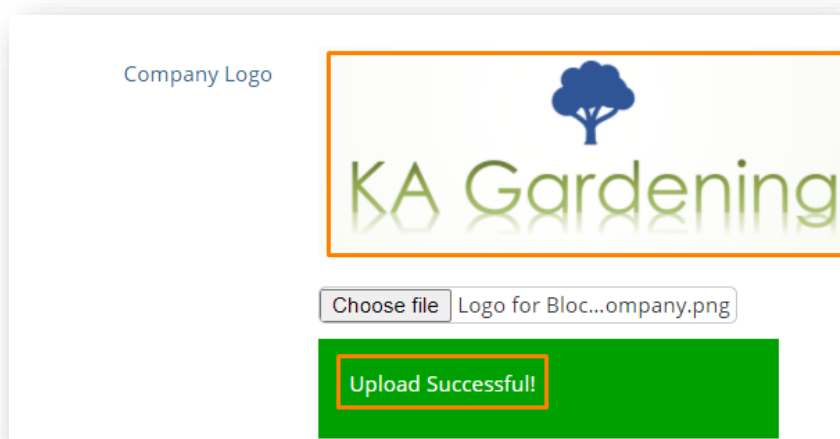 Company Logo
KA Gardening
Choose file Logo for Bloc...ompany.png
Upload Successful!